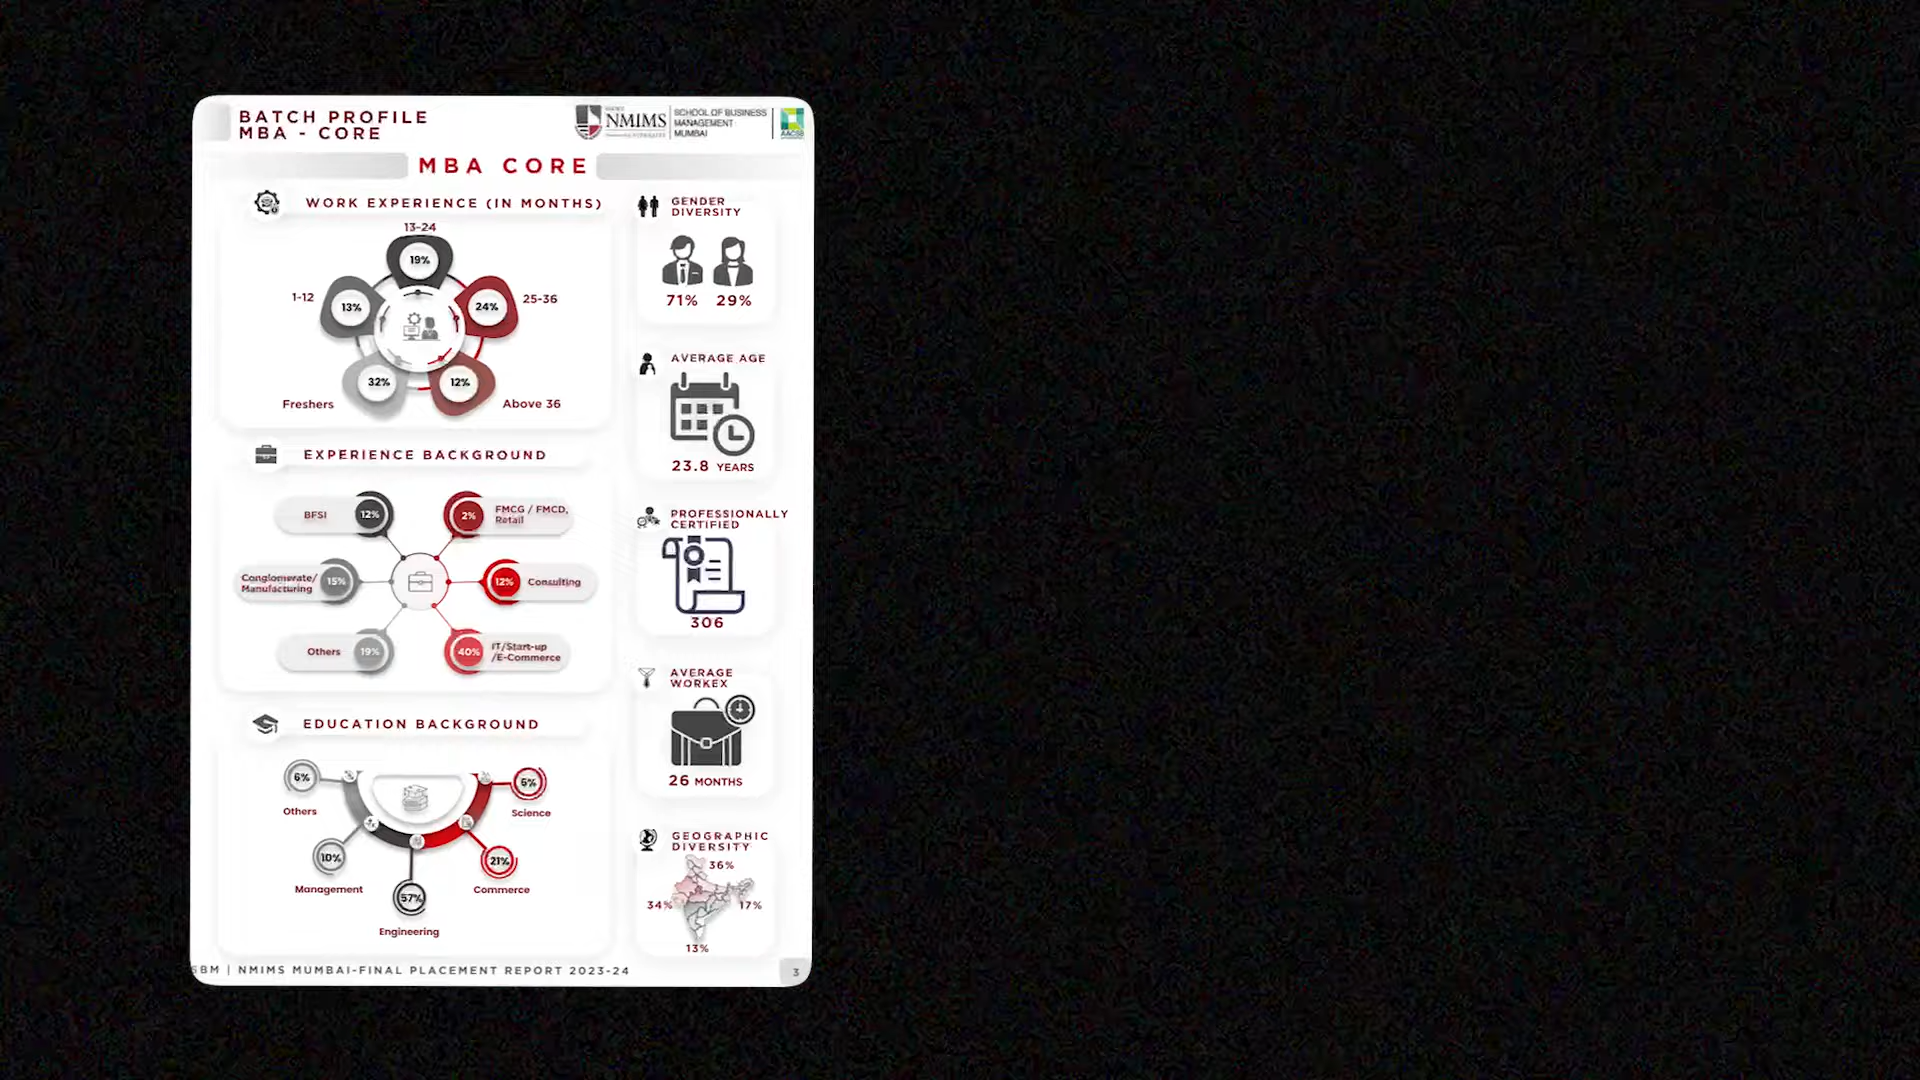 BATCH PROFILE
MBA - CORE
NMIMS
SCHOOL OF BUSINESS
MANAGEMENT
MUMBAI
AACSB
MBA CORE
WORK EXPERIENCE (IN MONTHS)
13-24
19%
1-12
13%
24%
25-36
32%
12%
Freshers
Above 36
EXPERIENCE BACKGROUND
BFSI
12%
2%
FMCG / FMCD,
Retail
Conglomerate/
Manufacturing
15%
12%
Consulting
Others
19%
40%
IT/Start-up
/E-Commerce
EDUCATION BACKGROUND
6%
Others
Science
10%
Management
21%
Commerce
57%
Engineering
GENDER
DIVERSITY
71%
29%
AVERAGE AGE
23.8 YEARS
PROFESSIONALLY
CERTIFIED
306
AVERAGE
WORKEX
26 MONTHS
GEOGRAPHIC
DIVERSITY
36%
34%
17%
13%
SBM | NMIMS MUMBAI-FINAL PLACEMENT REPORT 2023-24
3